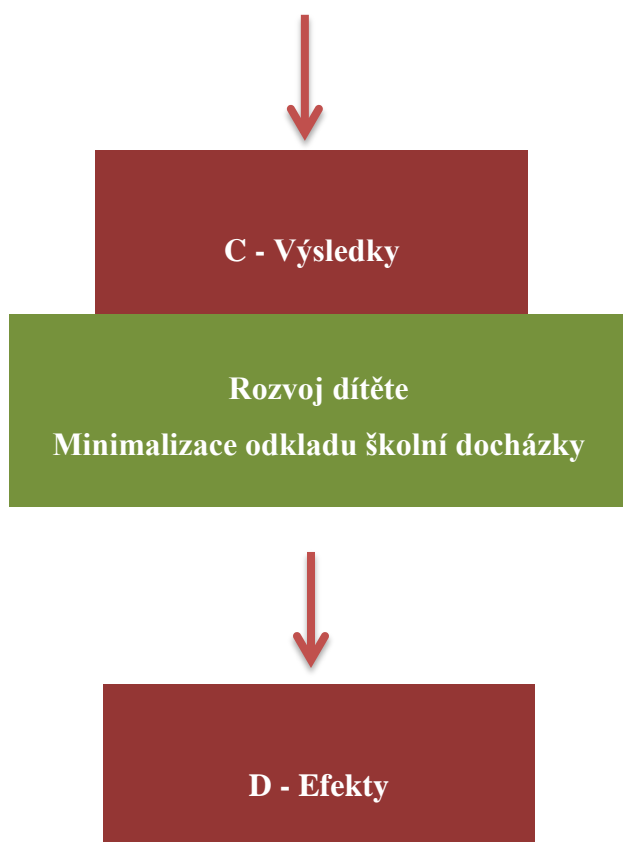 C - Výsledky
Rozvoj dítěte
Minimalizace odkladu školní docházky
D - Efekty